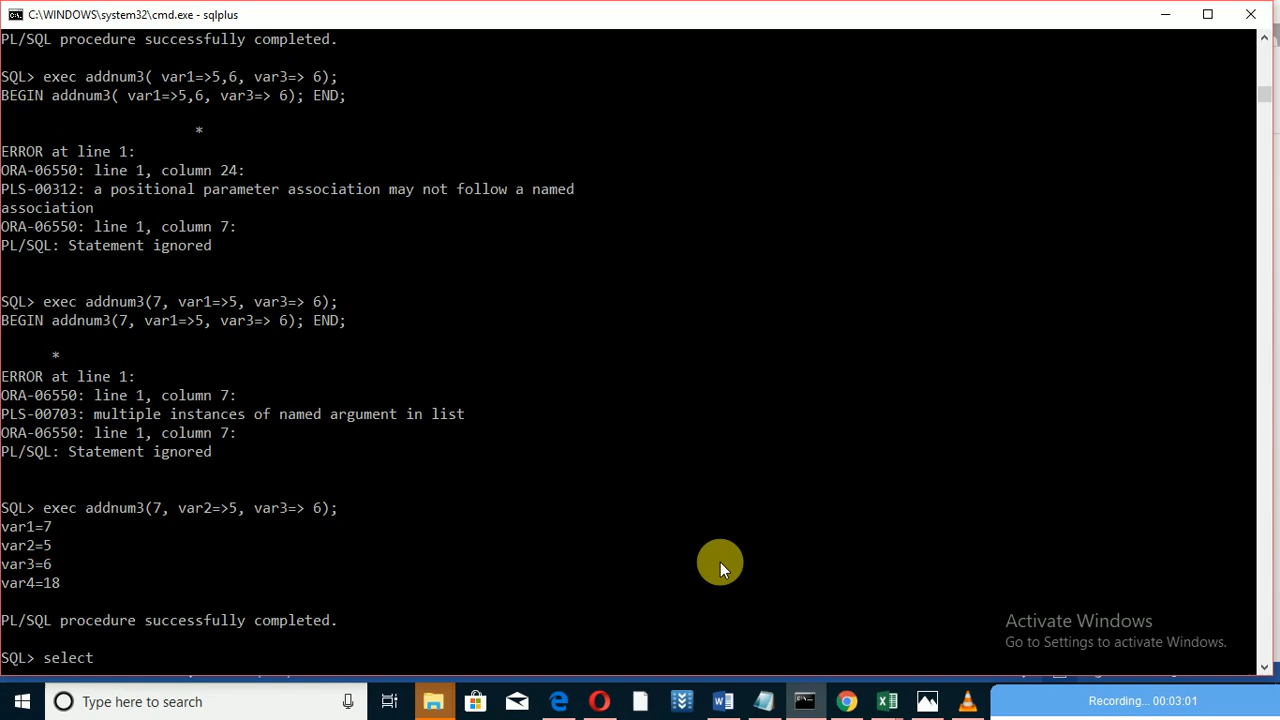 C:\WINDOWS\system32\cmd.exe - sqlplus
PL/SQL procedure successfully completed.
SQL> exec addnum3( var1=>5,6, var3=> 6);
BEGIN addnum3( var1=>5,6, var3=> 6); END;
*
ERROR at line 1:
ORA-06550: line 1, column 24:
PLS-00312: a positional parameter association may not follow a named
association
ORA-06550: line 1, column 7:
PL/SQL: Statement ignored
SQL> exec addnum3(7, var1=>5, var3=> 6);
BEGIN addnum3(7, var1=>5, var3=> 6); END;
*
ERROR at line 1:
ORA-06550: line 1, column 7:
PLS-00703: multiple instances of named argument in list
ORA-06550: line 1, column 7:
PL/SQL: Statement ignored
SQL> exec addnum3(7, var2=>5, var3=> 6);
var1=7
var2=5
var3=6
var4=18
PL/SQL procedure successfully completed.
SQL> select
Activate Windows
Go to Settings to activate Windows.
Type here to search
Recording... 00:03:01